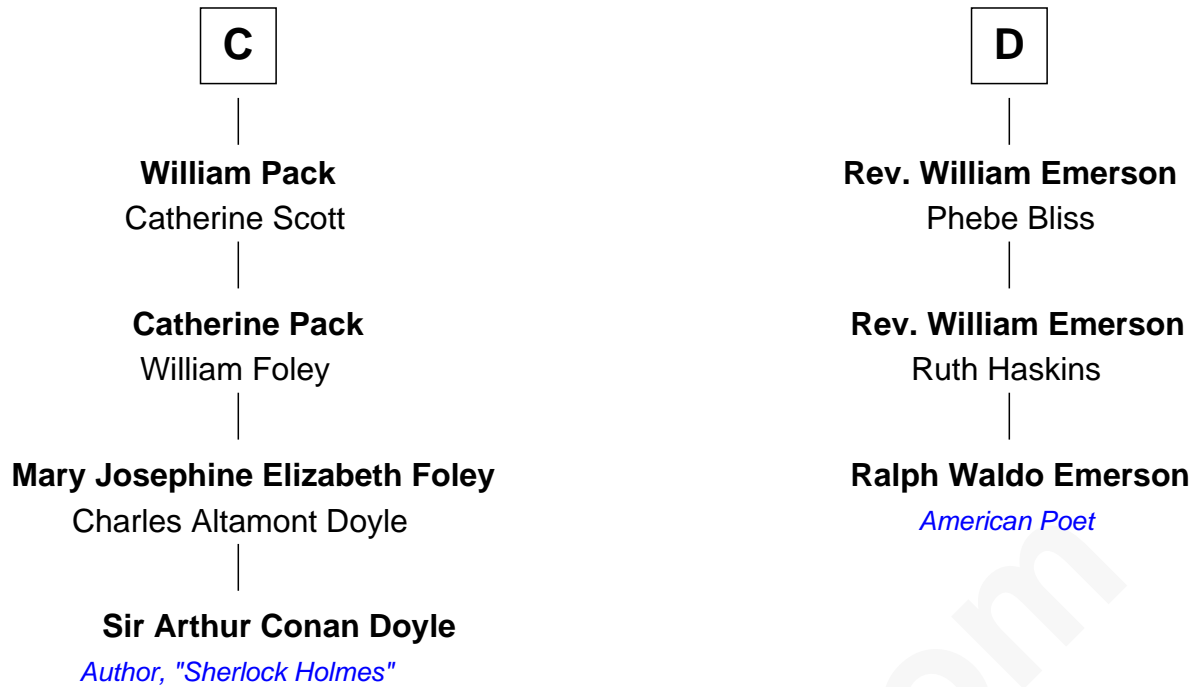 C
William Pack
Catherine Scott
Catherine Pack
William Foley
Mary Josephine Elizabeth Foley
Charles Altamont Doyle
Sir Arthur Conan Doyle
Author, "Sherlock Holmes"
D
Rev. William Emerson
Phebe Bliss
Rev. William Emerson
Ruth Haskins
Ralph Waldo Emerson
American Poet
om